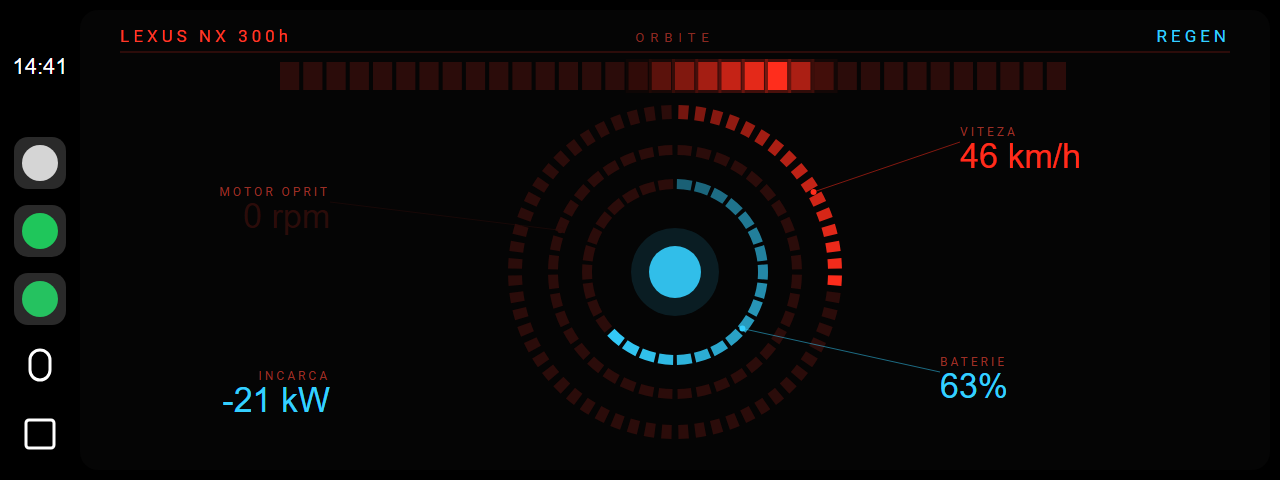 LEXUS NX 300h
ORBITE
REGEN
14:41
VITEZA
46 km/h
MOTOR OPRIT
0 rpm
BATERIE
63%
INCARCA
-21 kW